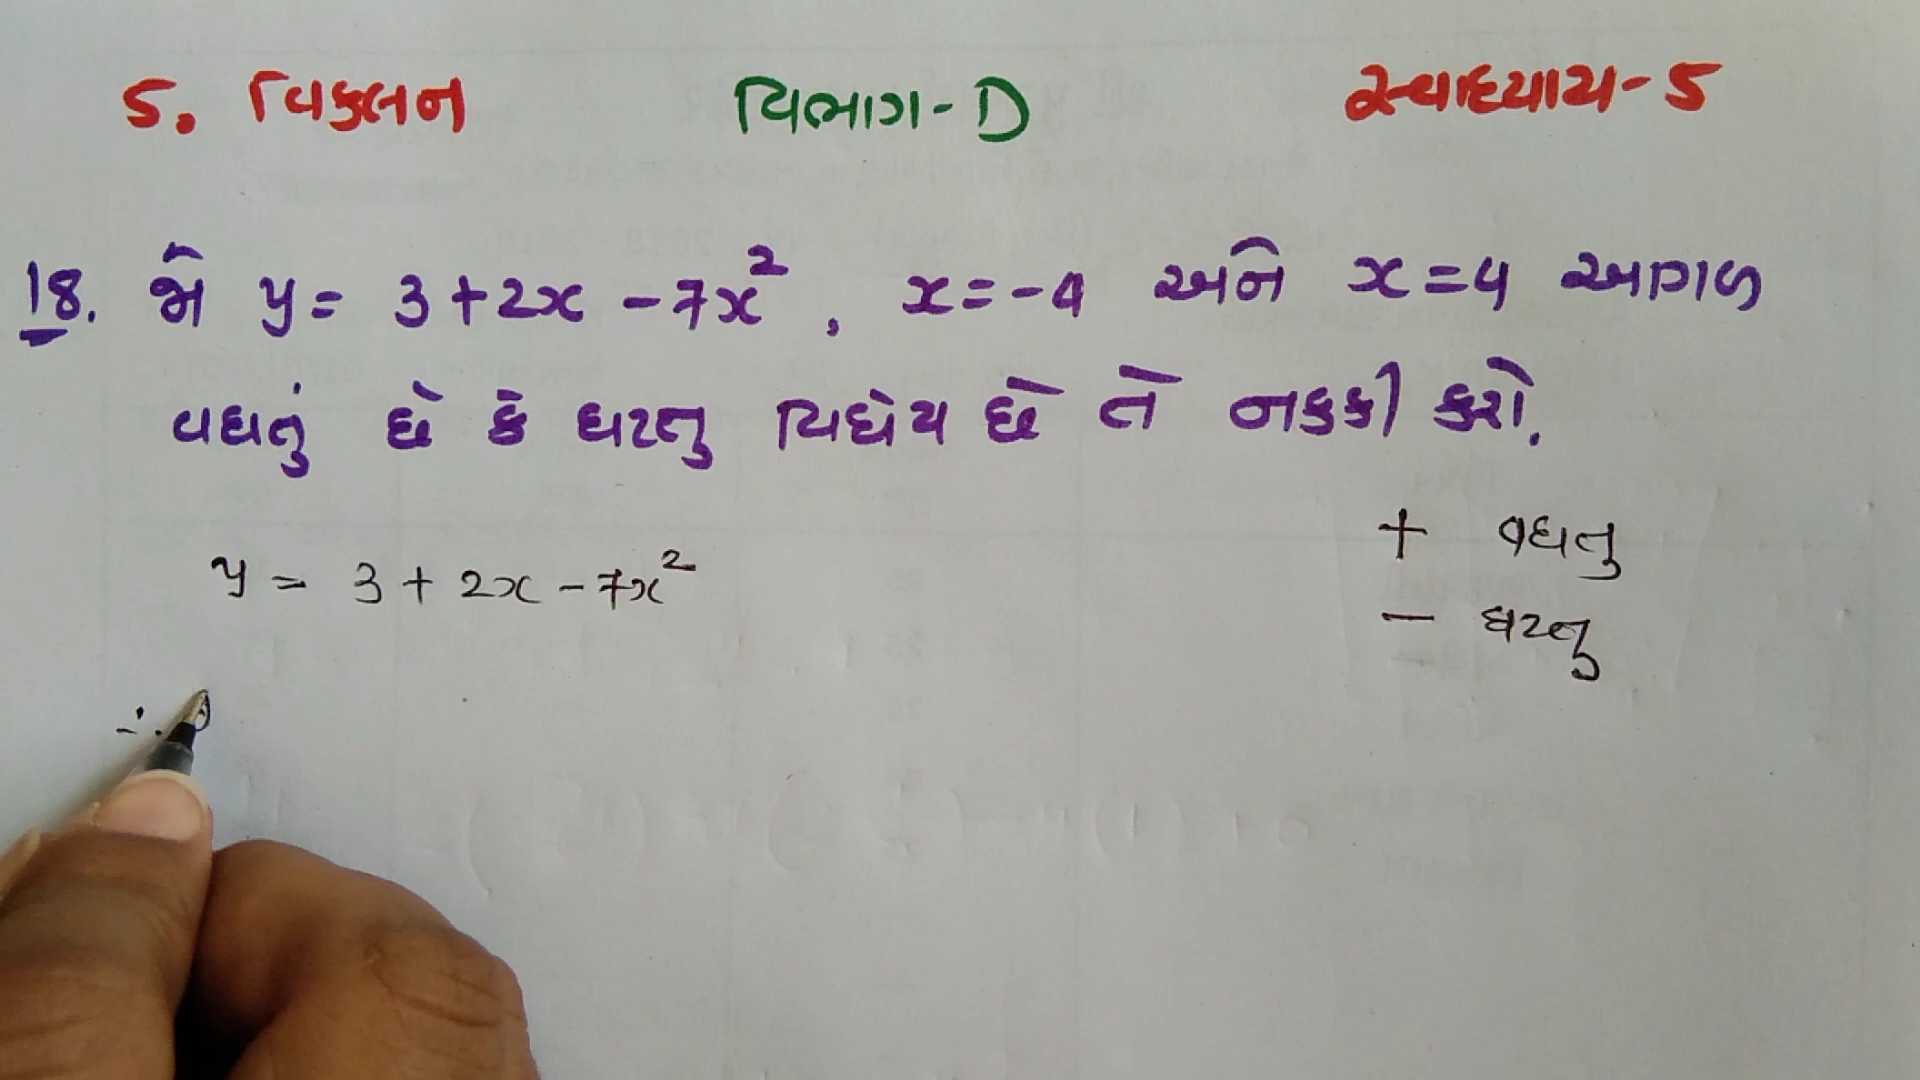 5. વિકલન વિભાગ-D સ્વાધ્યાય-5
18. જો y = 3+2x -7x², x=-4 અને x=4 આગળ
વધતું છે કે ઘટતુ વિધેય છે તે નક્કી કરો.
+ વધતુ
y = 3 + 2x - 7x²
- ઘટતુ
∴